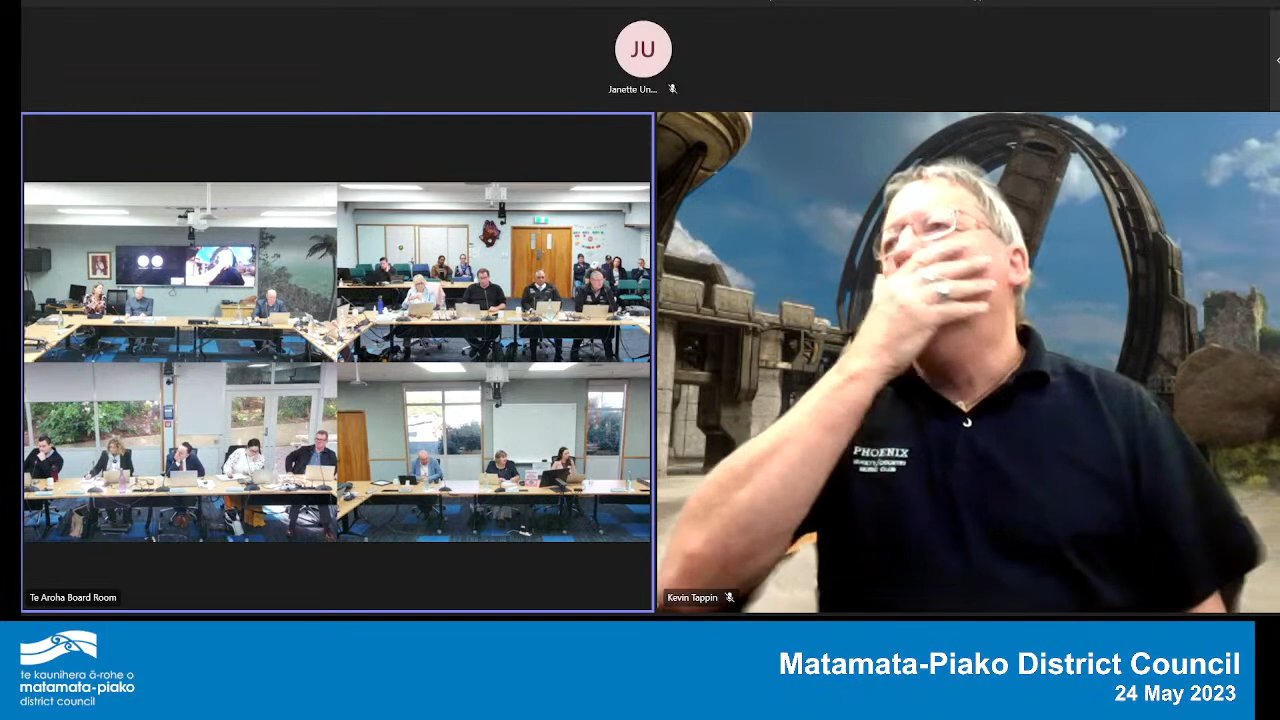 JU
Janette Un...
PHOENIX
Te Aroha Board Room
Kevin Tappin
te kaunihera ā-rohe o
matamata-piako
district council
Matamata-Piako District Council
24 May 2023